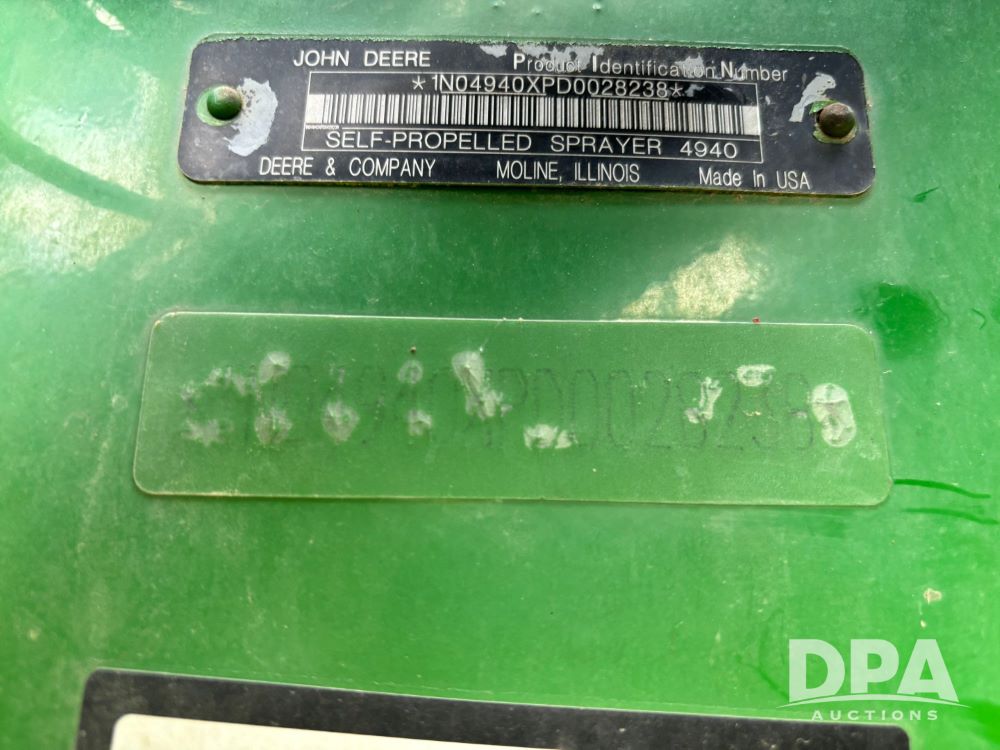 JOHN DEERE Product Identification Number
*1N04940XPD0028238*
SELF-PROPELLED SPRAYER 4940
DEERE & COMPANY MOLINE, ILLINOIS Made In USA
DPA
AUCTIONS